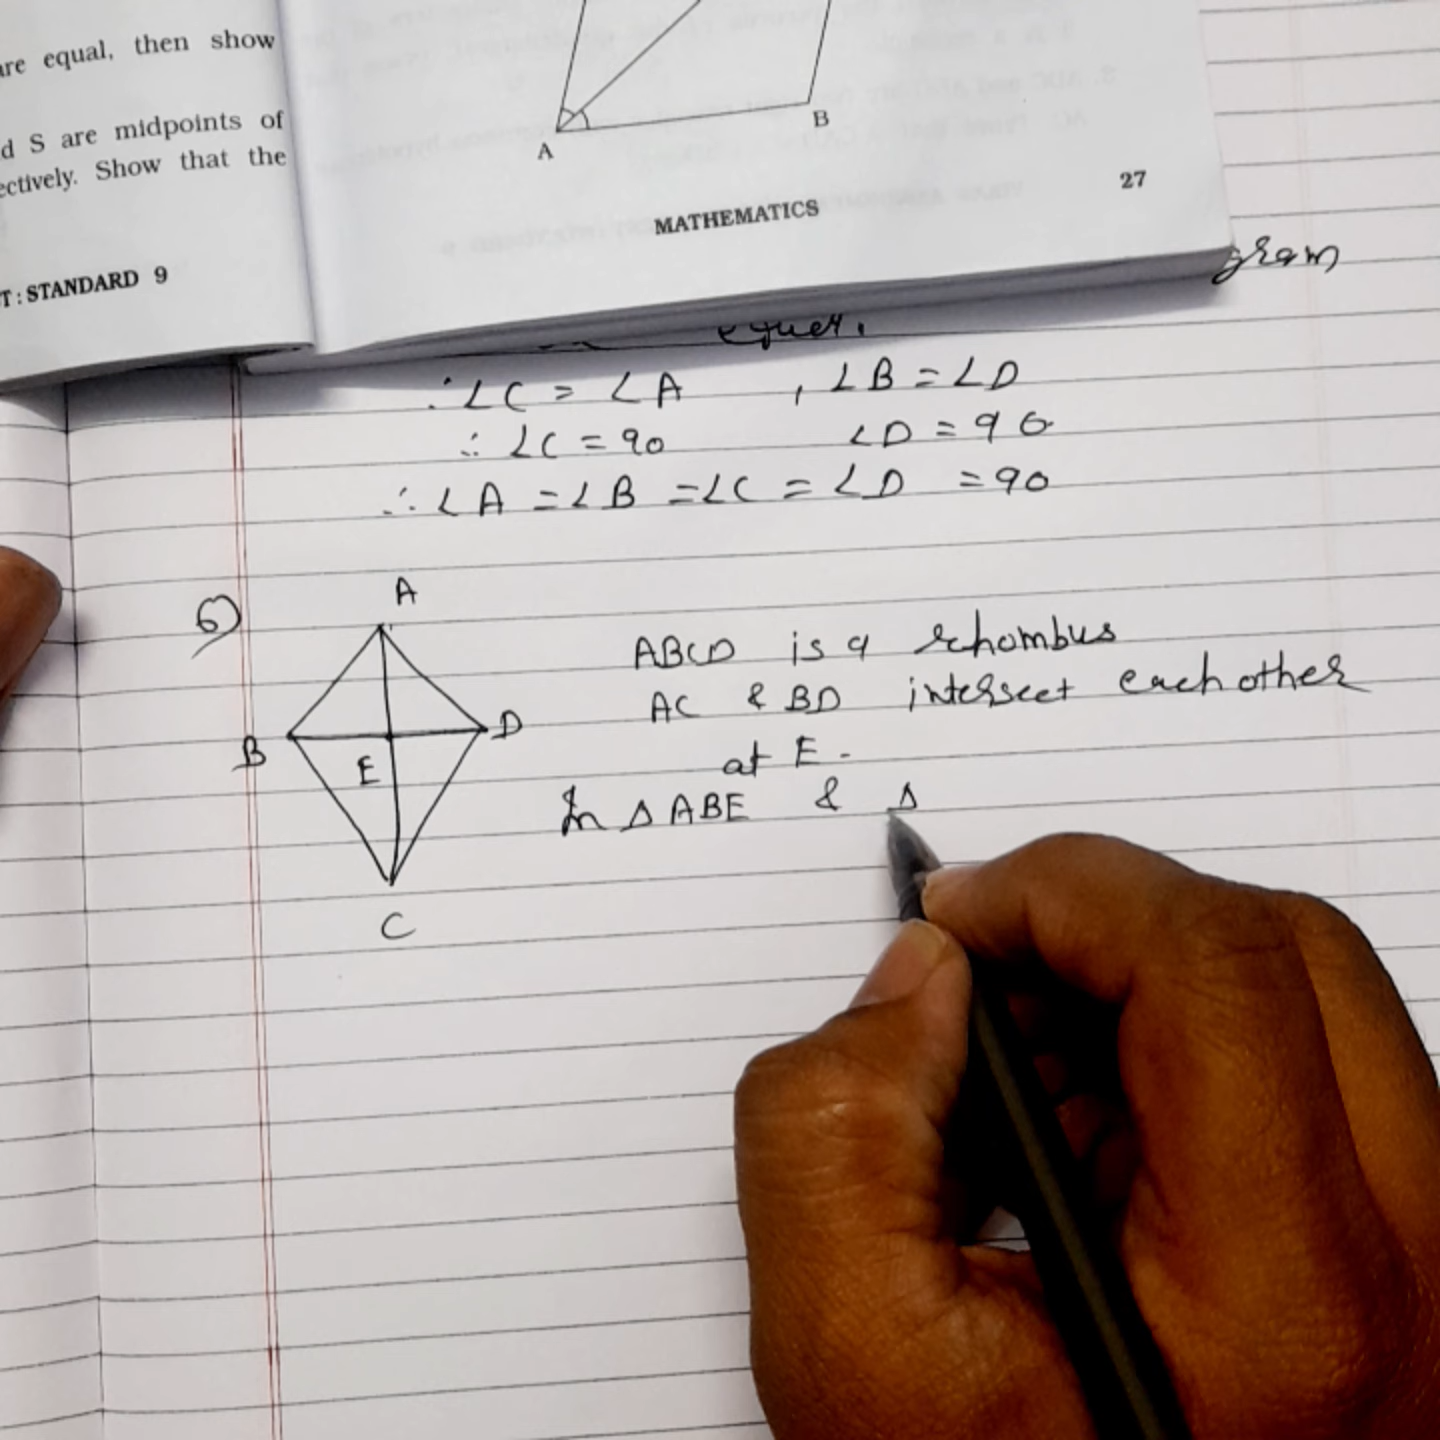 are equal, then show
d S are midpoints of
ectively. Show that the
T : STANDARD 9
A
B
27
MATHEMATICS
gram
equel.
∴ ∠C = ∠A , ∠B = ∠D
∴ ∠C = 90 ∠D = 90
∴ ∠A = ∠B = ∠C = ∠D = 90
6)
A
B
D
E
C
ABCD is a rhombus
AC & BD intersect each other
at E.
In △ABE & △